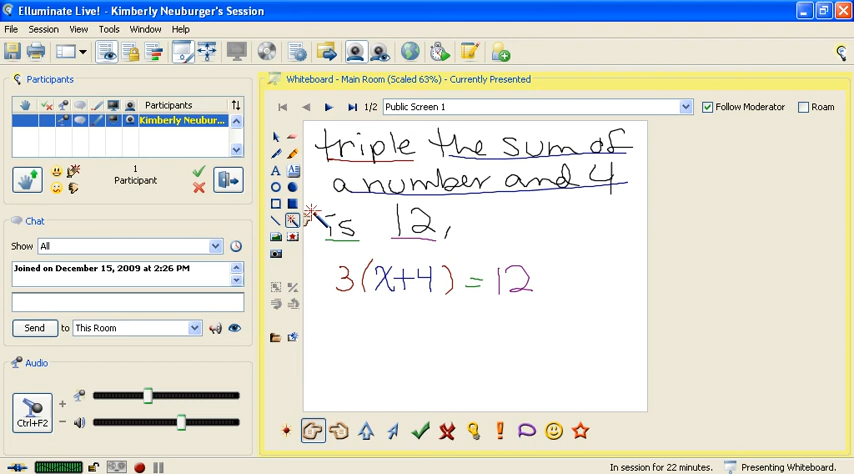 Elluminate Live! - Kimberly Neuburger's Session
File Session View Tools Window Help
Participants
Participants
Kimberly Neubur...
1
Participant
Chat
Show All
Joined on December 15, 2009 at 2:26 PM
Send to This Room
Audio
Ctrl+F2
Whiteboard - Main Room (Scaled 63%) - Currently Presented
1/2 Public Screen 1 Follow Moderator Roam
triple the sum of
a number and 4
is 12,
3(x+4) = 12
In session for 22 minutes. Presenting Whiteboard.